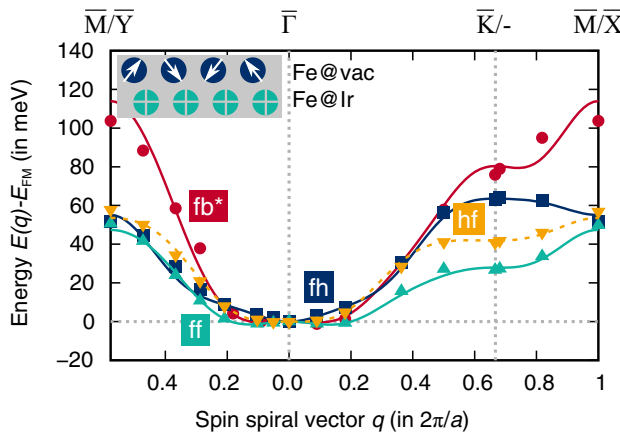 M̅/Y̅ Γ̅ K̅/- M̅/X̅
140
120
100
80
60
40
20
0
−20
Energy E(q)-E_FM (in meV)
Fe@vac
Fe@Ir
fb*
hf
fh
ff
0.4 0.2 0.0 0.2 0.4 0.6 0.8 1
Spin spiral vector q (in 2π/a)